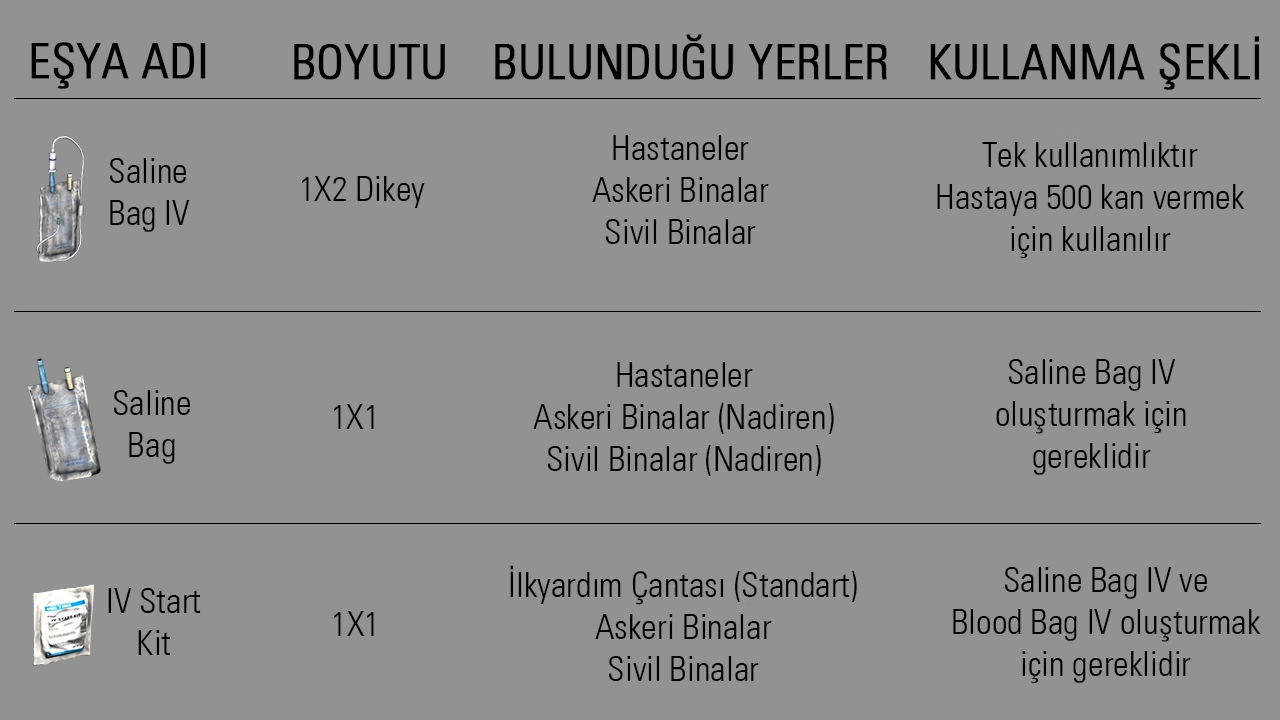 EŞYA ADI BOYUTU BULUNDUĞU YERLER KULLANMA ŞEKLİ
Saline
Bag IV
1X2 Dikey
Hastaneler
Askeri Binalar
Sivil Binalar
Tek kullanımlıktır
Hastaya 500 kan vermek
için kullanılır
Saline
Bag
1X1
Hastaneler
Askeri Binalar (Nadiren)
Sivil Binalar (Nadiren)
Saline Bag IV
oluşturmak için
gereklidir
IV START KIT
IV Start
Kit
1X1
İlkyardım Çantası (Standart)
Askeri Binalar
Sivil Binalar
Saline Bag IV ve
Blood Bag IV oluşturmak
için gereklidir